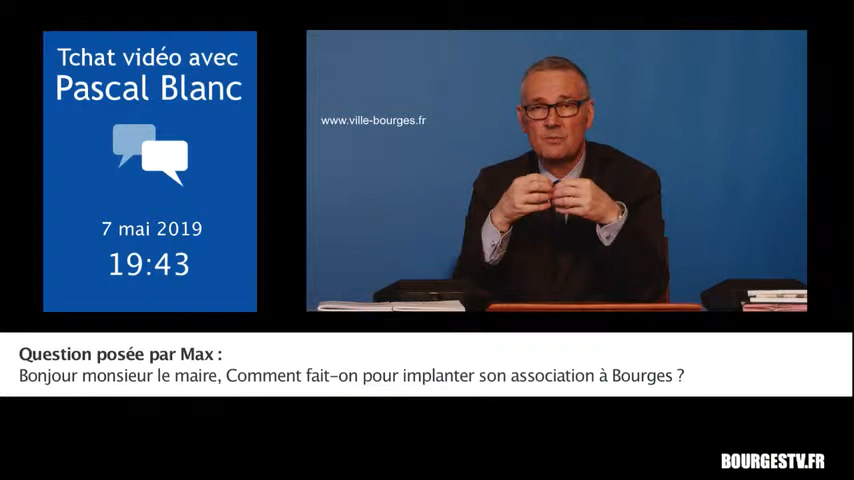 Tchat vidéo avec
Pascal Blanc
www.ville-bourges.fr
7 mai 2019
19:43
Question posée par Max :
Bonjour monsieur le maire, Comment fait-on pour implanter son association à Bourges ?
BOURGESTV.FR